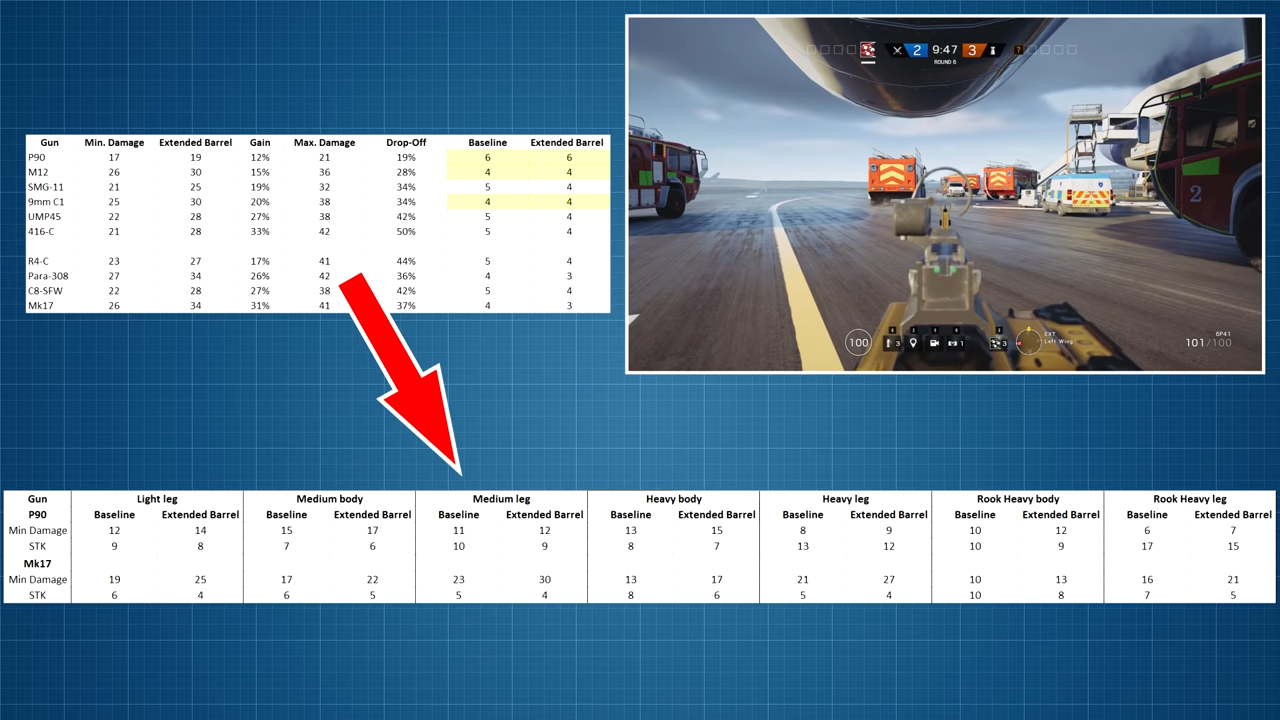 2 9:47 3 ?
ROUND 6
2
100 3 1 3 EXT 6P41
Left Wing 101/100
Gun Min. Damage Extended Barrel Gain Max. Damage Drop-Off Baseline Extended Barrel
P90 17 19 12% 21 19% 6 6
M12 26 30 15% 36 28% 4 4
SMG-11 21 25 19% 32 34% 5 4
9mm C1 25 30 20% 38 34% 4 4
UMP45 22 28 27% 38 42% 5 4
416-C 21 28 33% 42 50% 5 4
R4-C 23 27 17% 41 44% 5 4
Para-308 27 34 26% 42 36% 4 3
C8-SFW 22 28 27% 38 42% 5 4
Mk17 26 34 31% 41 37% 4 3
Gun Light leg Medium body Medium leg Heavy body Heavy leg Rook Heavy body Rook Heavy leg
P90 Baseline Extended Barrel Baseline Extended Barrel Baseline Extended Barrel Baseline Extended Barrel Baseline Extended Barrel Baseline Extended Barrel Baseline Extended Barrel
Min Damage 12 14 15 17 11 12 13 15 8 9 10 12 6 7
STK 9 8 7 6 10 9 8 7 13 12 10 9 17 15
Mk17
Min Damage 19 25 17 22 23 30 13 17 21 27 10 13 16 21
STK 6 4 6 5 5 4 8 6 5 4 10 8 7 5